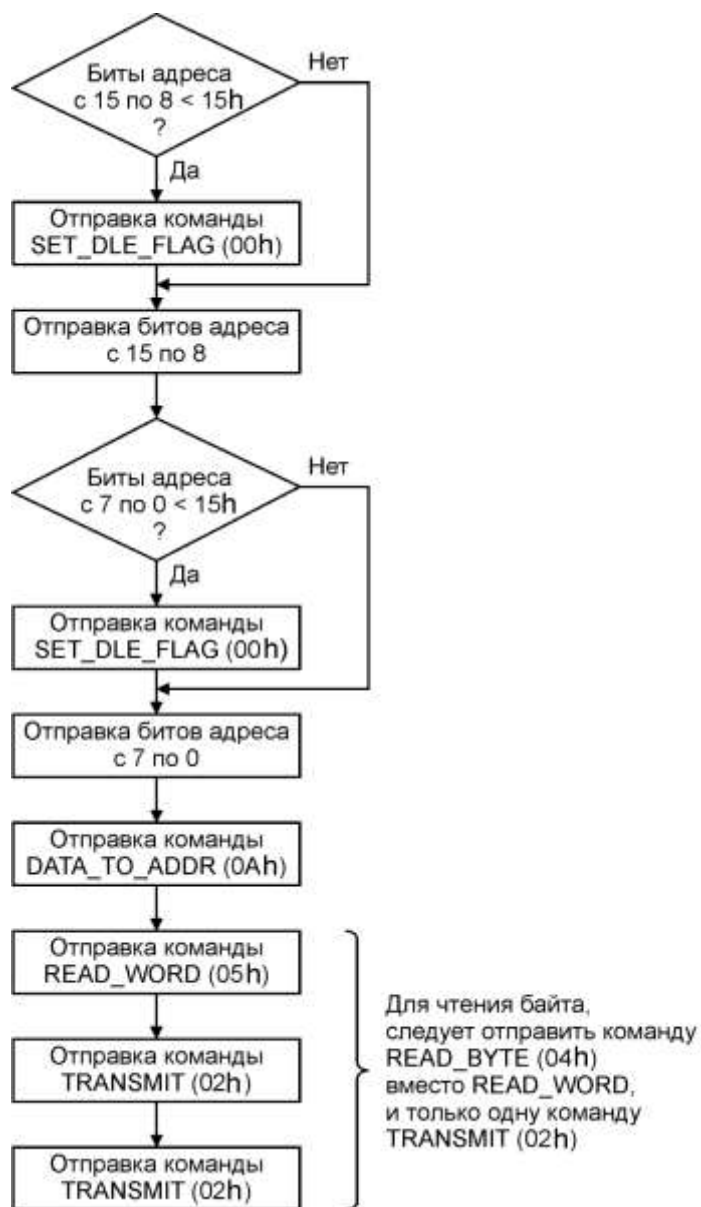 Биты адреса
с 15 по 8 < 15h
?
Нет
Да
Отправка команды
SET_DLE_FLAG (00h)
Отправка битов адреса
с 15 по 8
Биты адреса
с 7 по 0 < 15h
?
Нет
Да
Отправка команды
SET_DLE_FLAG (00h)
Отправка битов адреса
с 7 по 0
Отправка команды
DATA_TO_ADDR (0Ah)
Отправка команды
READ_WORD (05h)
Отправка команды
TRANSMIT (02h)
Отправка команды
TRANSMIT (02h)
Для чтения байта,
следует отправить команду
READ_BYTE (04h)
вместо READ_WORD,
и только одну команду
TRANSMIT (02h)